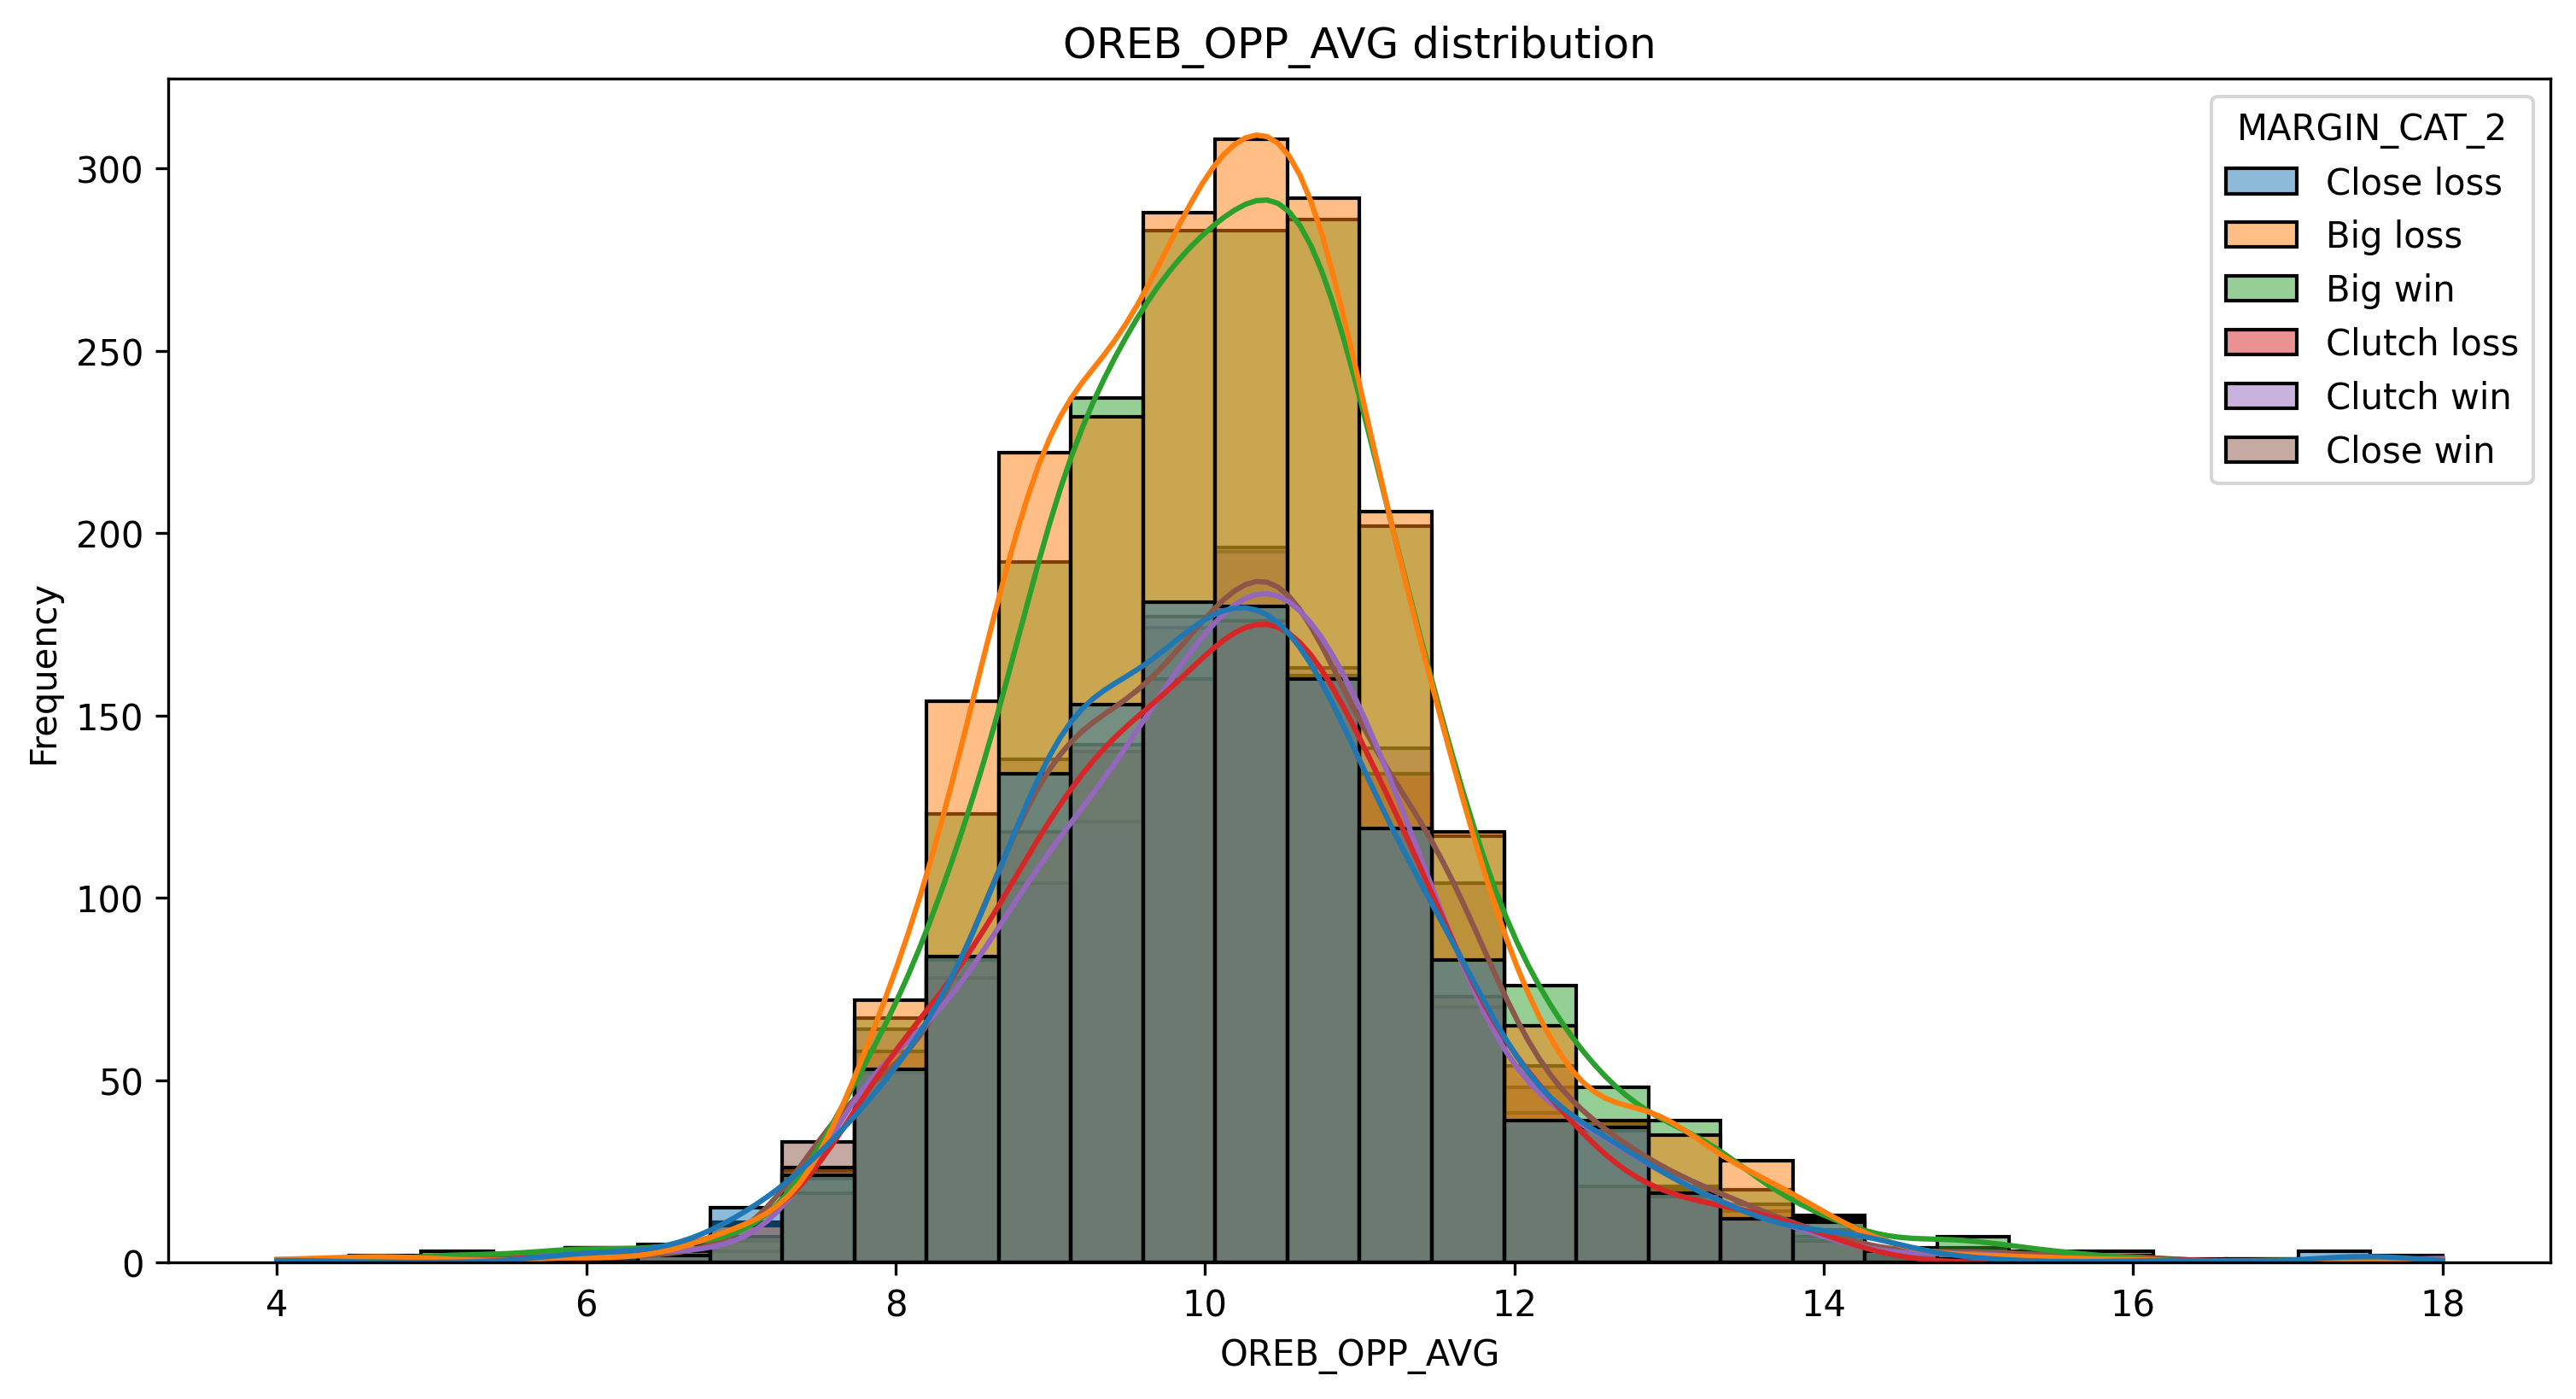 OREB_OPP_AVG distribution
MARGIN_CAT_2
Close loss
Big loss
Big win
Clutch loss
Clutch win
Close win
Frequency
300
250
200
150
100
50
0
4 6 8 10 12 14 16 18
OREB_OPP_AVG